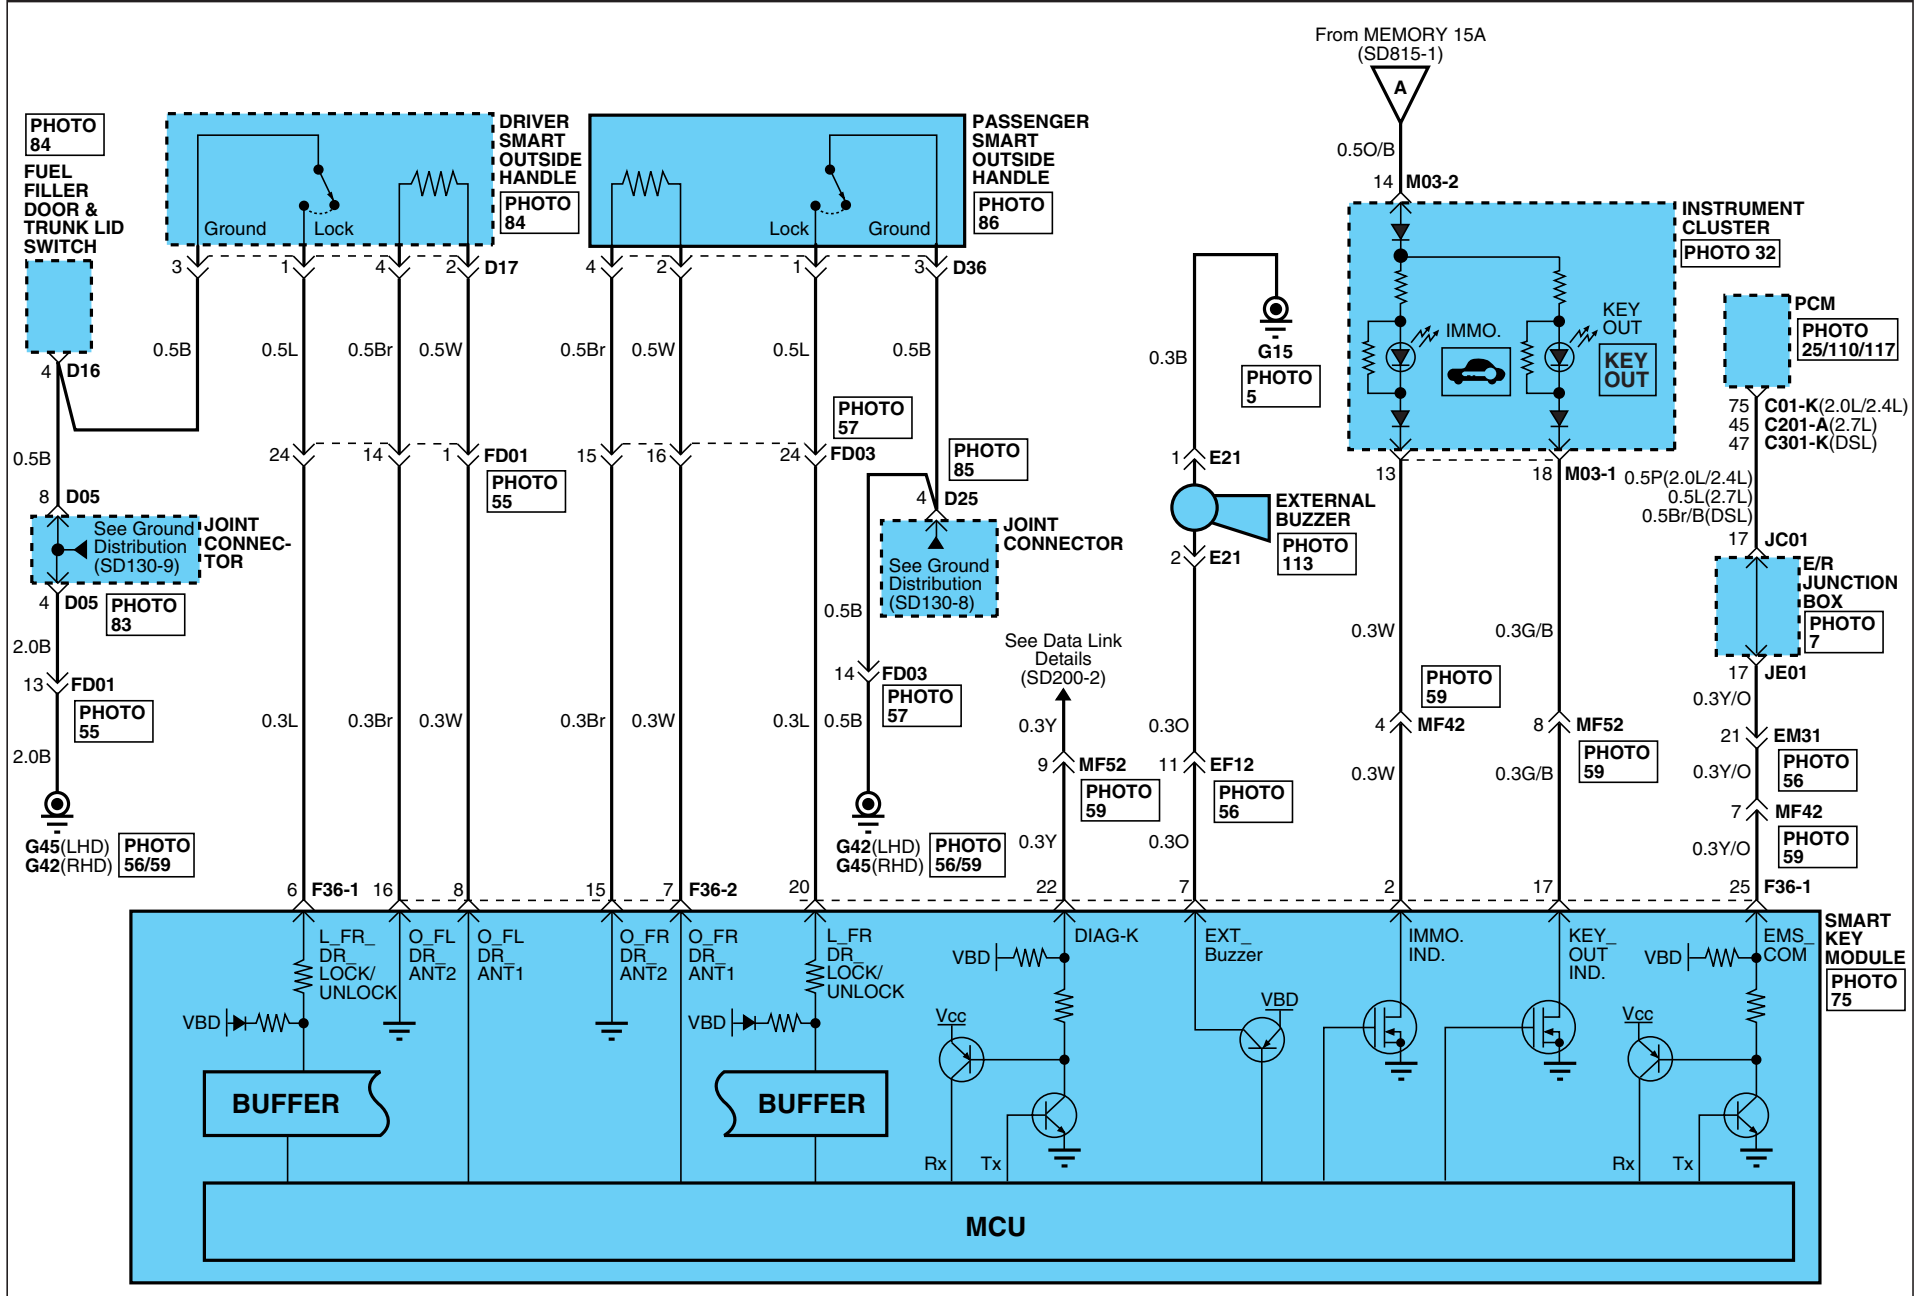 From MEMORY 15A
(SD815-1)
A
0.5O/B
14 M03-2
PHOTO
84
FUEL
FILLER
DOOR &
TRUNK LID
SWITCH
DRIVER
SMART
OUTSIDE
HANDLE
PHOTO
84
Ground
Lock
PASSENGER
SMART
OUTSIDE
HANDLE
PHOTO
86
Lock
Ground
INSTRUMENT
CLUSTER
PHOTO 32
IMMO.
KEY
OUT
KEY
OUT
PCM
PHOTO
25/110/117
3 1 4 2 D17
4 2 1 3 D36
G15
PHOTO
5
0.5B 0.5L 0.5Br 0.5W
0.5Br 0.5W 0.5L 0.5B
0.3B
4 D16
75 C01-K(2.0L/2.4L)
45 C201-A(2.7L)
47 C301-K(DSL)
PHOTO
57
24 14 1 FD01
PHOTO
55
15 16 24 FD03
PHOTO
85
1 E21
13 18 M03-1
0.5P(2.0L/2.4L)
0.5L(2.7L)
0.5Br/B(DSL)
0.5B
8 D05
See Ground
Distribution
(SD130-9)
JOINT
CONNEC-
TOR
4 D05
PHOTO
83
4 D25
JOINT
CONNECTOR
See Ground
Distribution
(SD130-8)
EXTERNAL
BUZZER
PHOTO
113
2 E21
17 JC01
E/R
JUNCTION
BOX
PHOTO
7
17 JE01
2.0B
13 FD01
PHOTO
55
2.0B
0.5B
14 FD03
PHOTO
57
0.5B
See Data Link
Details
(SD200-2)
0.3W
0.3G/B
PHOTO
59
0.3Y/O
0.3L 0.3Br 0.3W
0.3Br 0.3W 0.3L
0.3Y
0.3O
4 MF42
8 MF52
PHOTO
59
21 EM31
PHOTO
56
9 MF52
PHOTO
59
11 EF12
PHOTO
56
0.3W
0.3G/B
0.3Y/O
7 MF42
PHOTO
59
G45(LHD)
G42(RHD)
PHOTO
56/59
G42(LHD)
G45(RHD)
PHOTO
56/59
0.3Y
0.3O
0.3Y/O
6 F36-1 16 8 15 7 F36-2 20 22 7 2 17 25 F36-1
SMART
KEY
MODULE
PHOTO
75
L_FR_
DR_
LOCK/
UNLOCK
O_FL
DR_
ANT2
O_FL
DR_
ANT1
O_FR
DR_
ANT2
O_FR
DR_
ANT1
L_FR
DR_
LOCK/
UNLOCK
DIAG-K
EXT_
Buzzer
IMMO.
IND.
KEY_
OUT
IND.
EMS_
COM
VBD
VBD
VBD
VBD
VBD
Vcc
Vcc
BUFFER
BUFFER
Rx Tx
Rx Tx
MCU